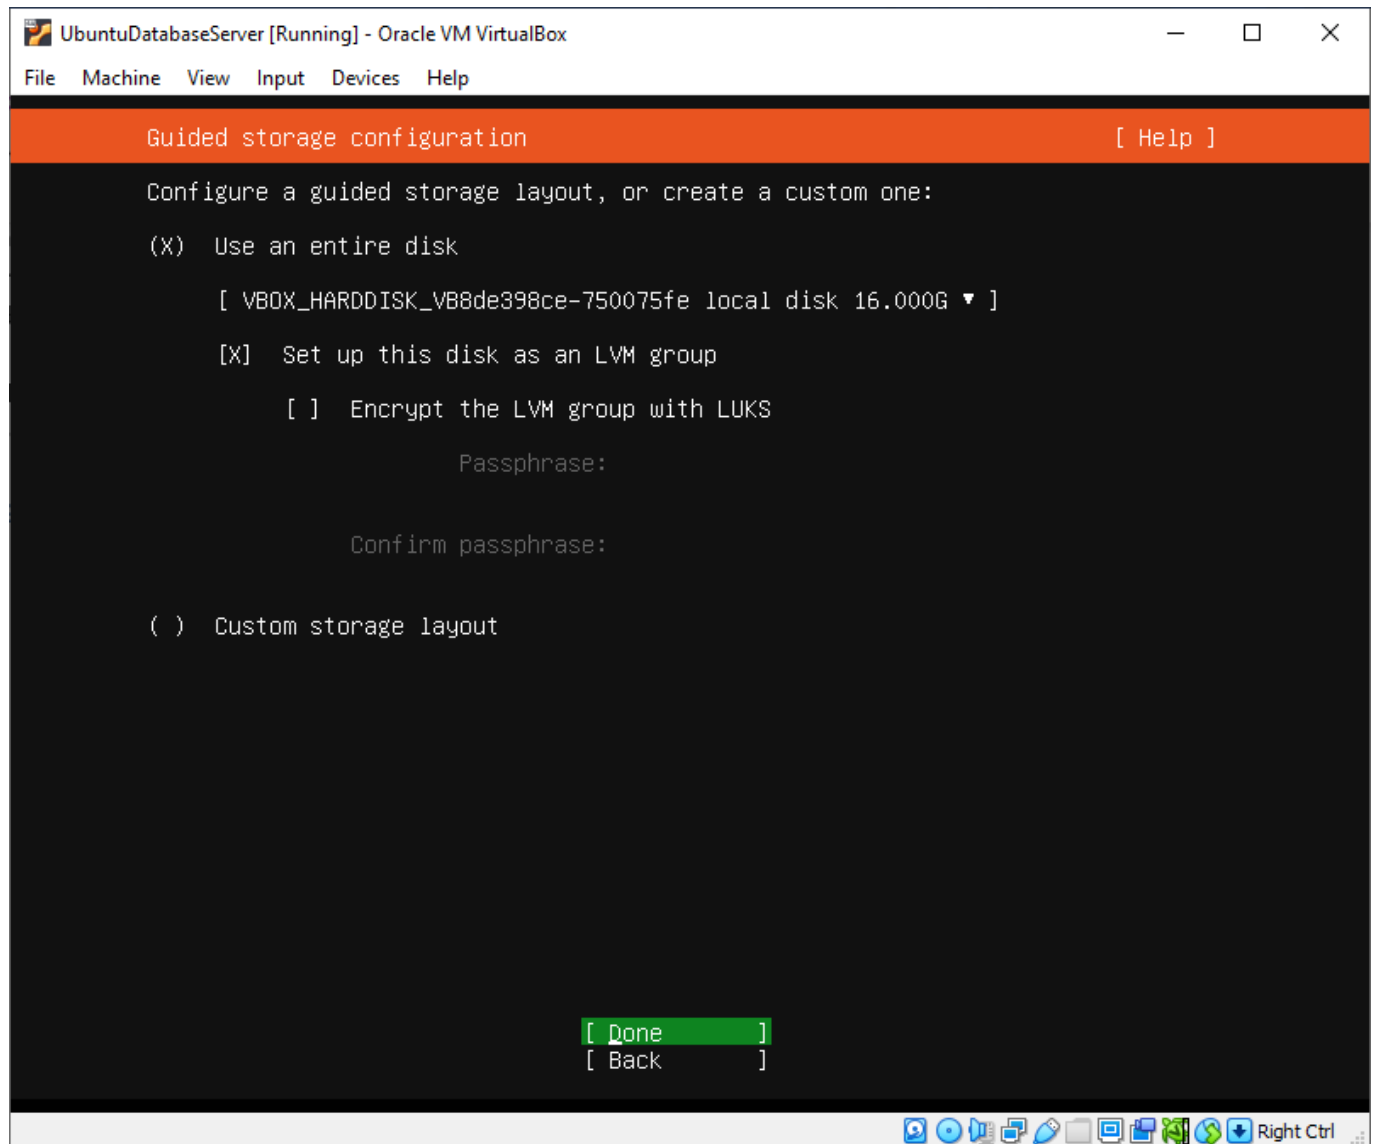 UbuntuDatabaseServer [Running] - Oracle VM VirtualBox
File Machine View Input Devices Help
Guided storage configuration [ Help ]
Configure a guided storage layout, or create a custom one:
(X) Use an entire disk
[ VBOX_HARDDISK_VB8de398ce-750075fe local disk 16.000G ▾ ]
[X] Set up this disk as an LVM group
[ ] Encrypt the LVM group with LUKS
Passphrase:
Confirm passphrase:
( ) Custom storage layout
[ Done ]
[ Back ]
Right Ctrl